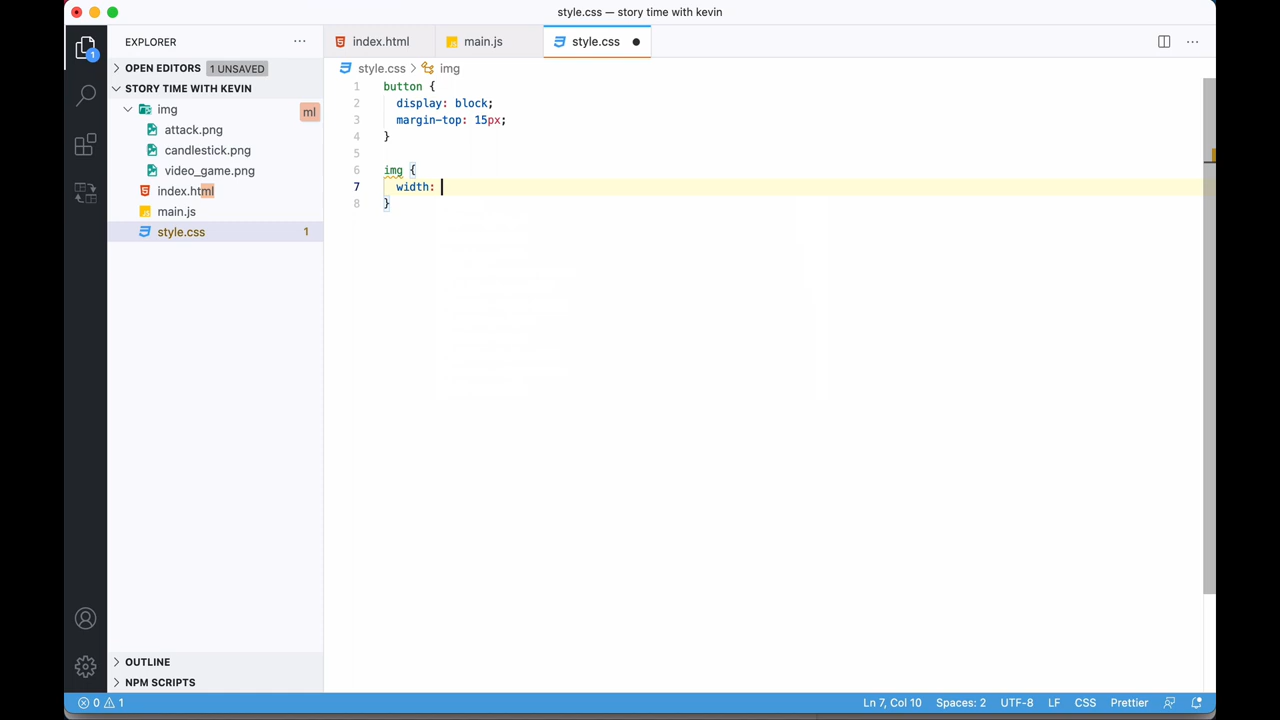 style.css — story time with kevin
EXPLORER
index.html
main.js
style.css
OPEN EDITORS 1 UNSAVED
style.css > img
STORY TIME WITH KEVIN
img
ml
attack.png
candlestick.png
video_game.png
index.html
main.js
style.css 1
1
1 button {
2 display: block;
3 margin-top: 15px;
4 }
5
6 img {
7 width:
8 }
OUTLINE
NPM SCRIPTS
0 1
Ln 7, Col 10
Spaces: 2
UTF-8
LF
CSS
Prettier